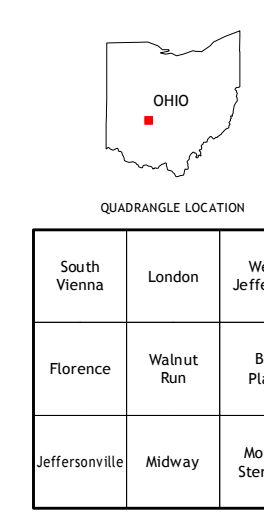 OHIO
QUADRANGLE LOCATION
South
Vienna
London
Florence
Walnut
Run
Jeffersonville
Midway